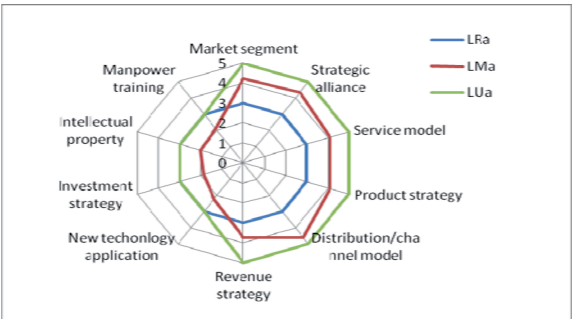 Market segment
5
4
3
2
1
0
Strategic
alliance
Service model
Product strategy
Distribution/cha
nnel model
Revenue
strategy
New techonlogy
application
Investment
strategy
Intellectual
property
Manpower
training
LRa
LMa
LUa